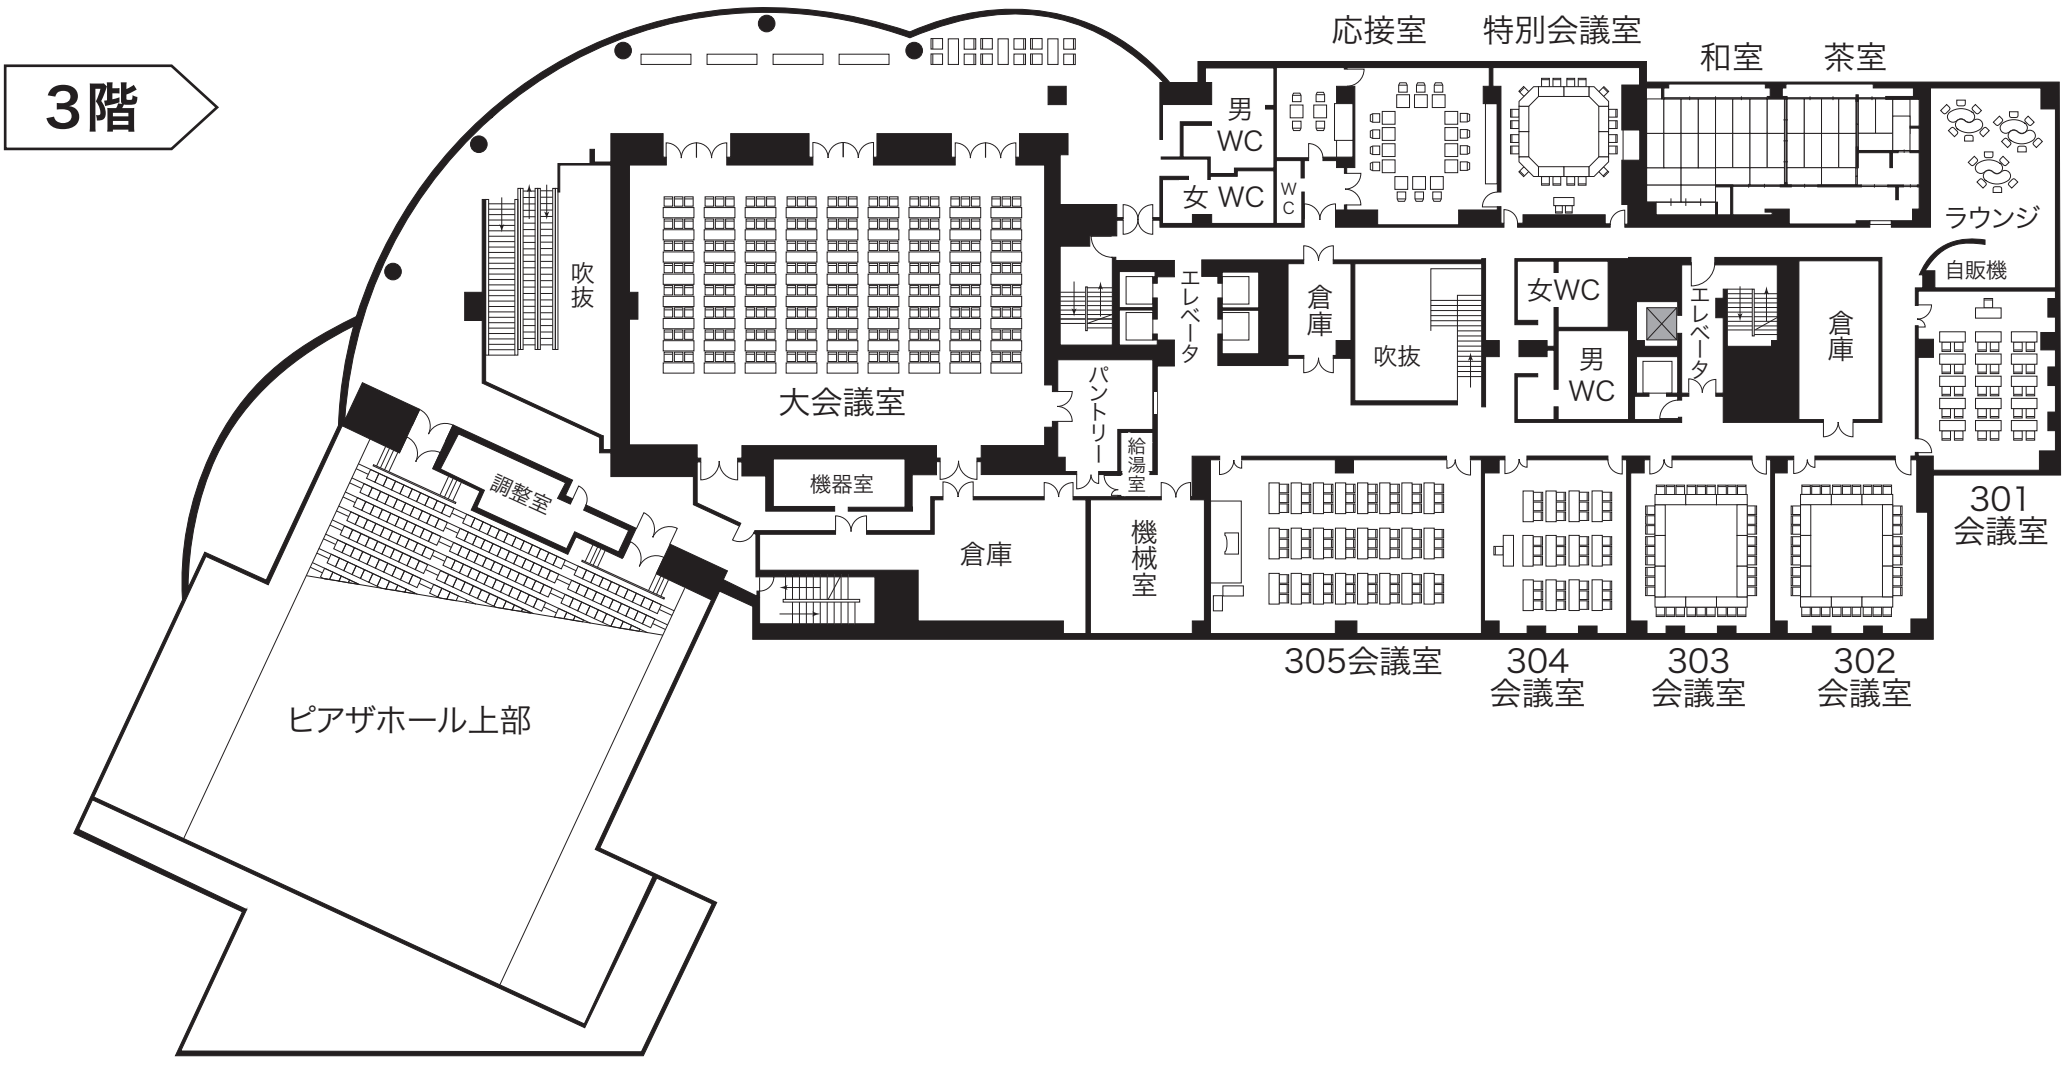 3階
応接室
特別会議室
和室
茶室
男
WC
女 WC
WC
ラウンジ
自販機
吹抜
エレベータ
倉庫
吹抜
女WC
男
WC
エレベータ
倉庫
大会議室
パントリー
給湯室
機器室
調整室
倉庫
機械室
301
会議室
305会議室
304
会議室
303
会議室
302
会議室
ピアザホール上部